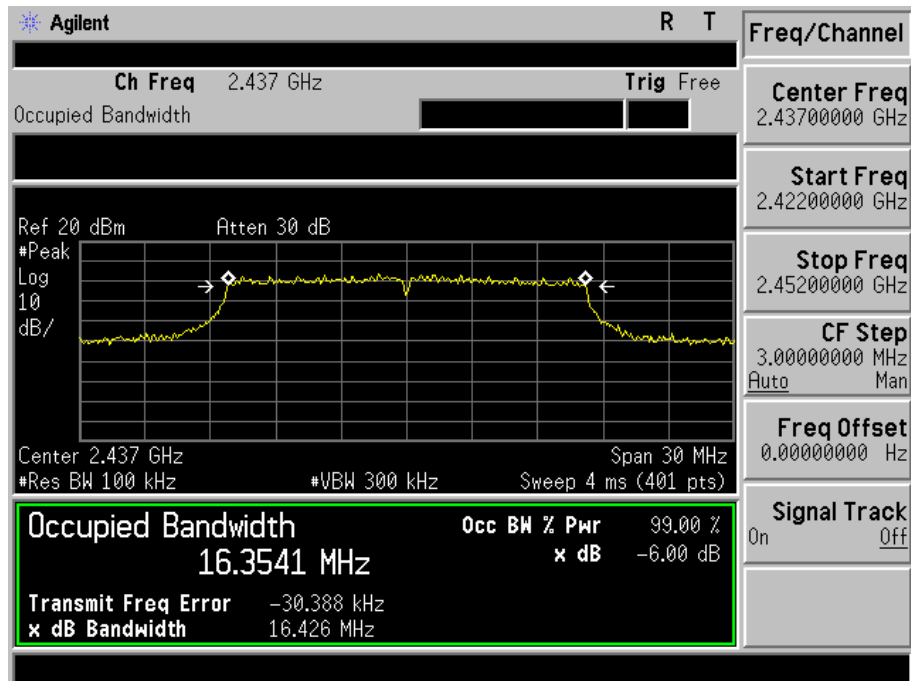 Agilent R T
Freq/Channel
Ch Freq 2.437 GHz Trig Free
Occupied Bandwidth
Center Freq
2.43700000 GHz
Start Freq
2.42200000 GHz
Stop Freq
2.45200000 GHz
CF Step
3.00000000 MHz
Auto Man
Freq Offset
0.00000000 Hz
Signal Track
On Off
Ref 20 dBm Atten 30 dB
#Peak
Log
10
dB/
Center 2.437 GHz Span 30 MHz
#Res BW 100 kHz #VBW 300 kHz Sweep 4 ms (401 pts)
Occupied Bandwidth Occ BW % Pwr 99.00 %
16.3541 MHz x dB -6.00 dB
Transmit Freq Error -30.388 kHz
x dB Bandwidth 16.426 MHz